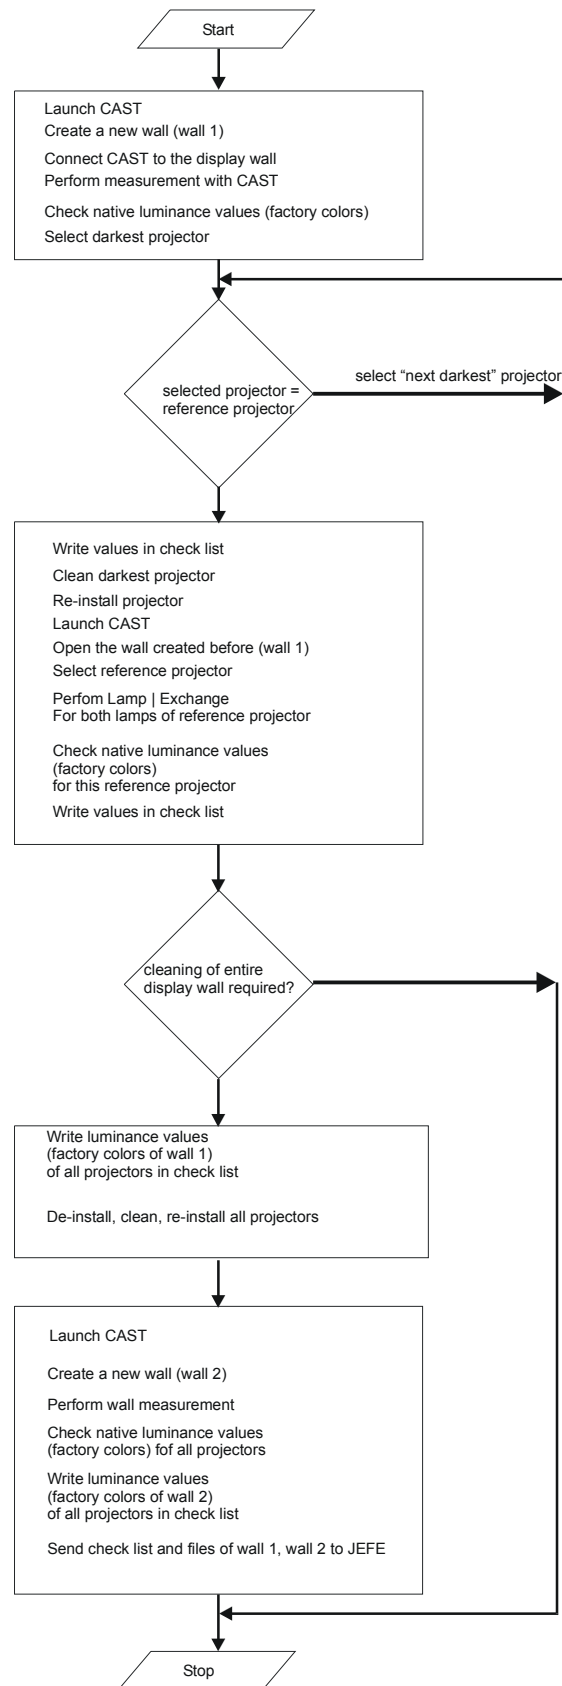 Start
Launch CAST
Create a new wall (wall 1)
Connect CAST to the display wall
Perform measurement with CAST
Check native luminance values (factory colors)
Select darkest projector
select “next darkest” projector
selected projector =
reference projector
Write values in check list
Clean darkest projector
Re-install projector
Launch CAST
Open the wall created before (wall 1)
Select reference projector
Perfom Lamp | Exchange
For both lamps of reference projector
Check native luminance values
(factory colors)
for this reference projector
Write values in check list
cleaning of entire
display wall required?
Write luminance values
(factory colors of wall 1)
of all projectors in check list
De-install, clean, re-install all projectors
Launch CAST
Create a new wall (wall 2)
Perform wall measurement
Check native luminance values
(factory colors) fof all projectors
Write luminance values
(factory colors of wall 2)
of all projectors in check list
Send check list and files of wall 1, wall 2 to JEFE
Stop